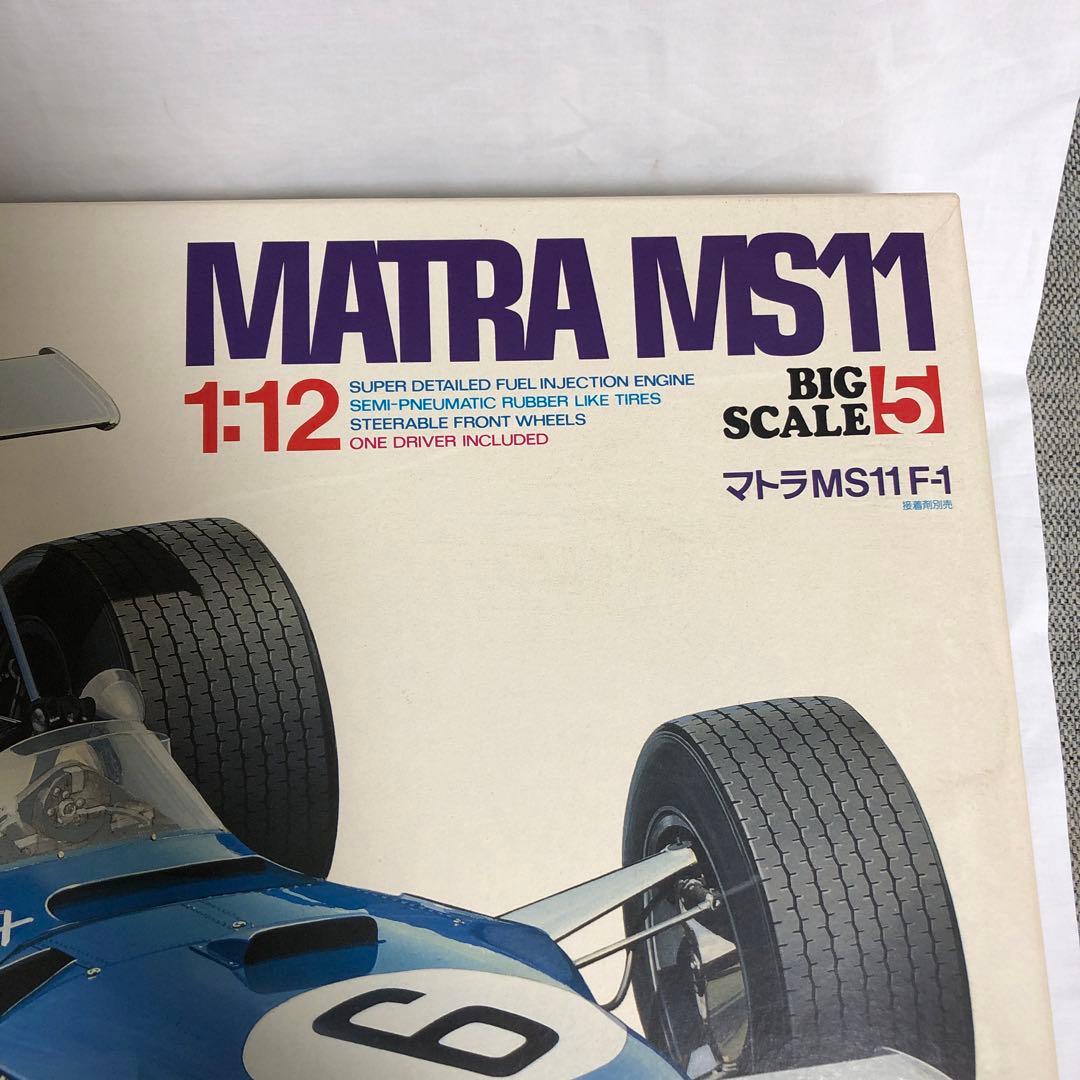 MATRA MS11
1:12
SUPER DETAILED FUEL INJECTION ENGINE
SEMI-PNEUMATIC RUBBER LIKE TIRES
STEERABLE FRONT WHEELS
ONE DRIVER INCLUDED
BIG
SCALE 5
マトラMS11 F-1
接着剤別売
6